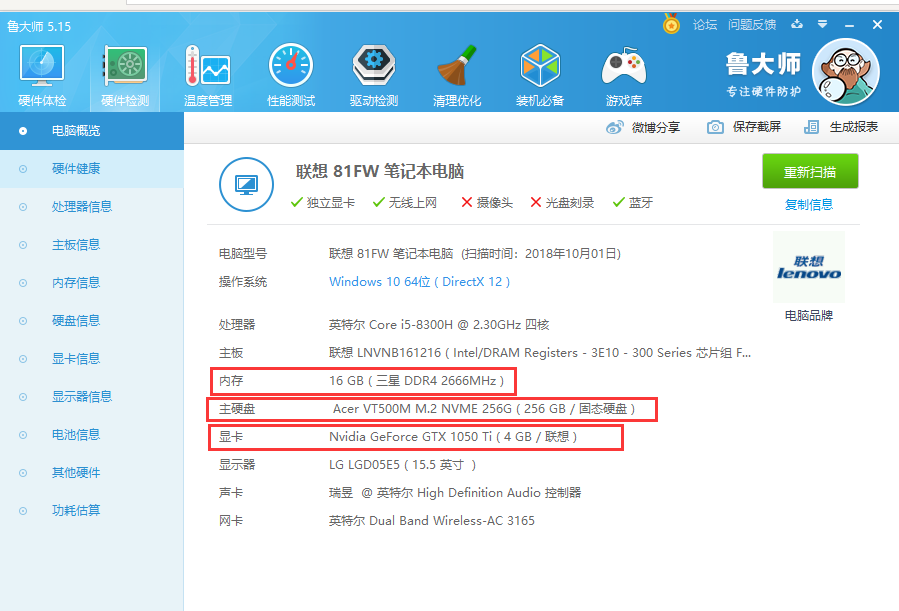 鲁大师 5.15
论坛 问题反馈
硬件体检 硬件检测 温度管理 性能测试 驱动检测 清理优化 装机必备 游戏库
鲁大师
专注硬件防护
微博分享 保存截屏 生成报表
电脑概览
硬件健康
处理器信息
主板信息
内存信息
硬盘信息
显卡信息
显示器信息
电池信息
其他硬件
功耗估算
联想 81FW 笔记本电脑
独立显卡 无线上网 摄像头 光盘刻录 蓝牙
重新扫描
复制信息
电脑型号 联想 81FW 笔记本电脑 (扫描时间：2018年10月01日)
操作系统 Windows 10 64位 ( DirectX 12 )
联想
lenovo
电脑品牌
处理器 英特尔 Core i5-8300H @ 2.30GHz 四核
主板 联想 LNVNB161216 ( Intel/DRAM Registers - 3E10 - 300 Series 芯片组 F...
内存 16 GB ( 三星 DDR4 2666MHz )
主硬盘 Acer VT500M M.2 NVME 256G ( 256 GB / 固态硬盘 )
显卡 Nvidia GeForce GTX 1050 Ti ( 4 GB / 联想 )
显示器 LG LGD05E5 ( 15.5 英寸 )
声卡 瑞昱 @ 英特尔 High Definition Audio 控制器
网卡 英特尔 Dual Band Wireless-AC 3165